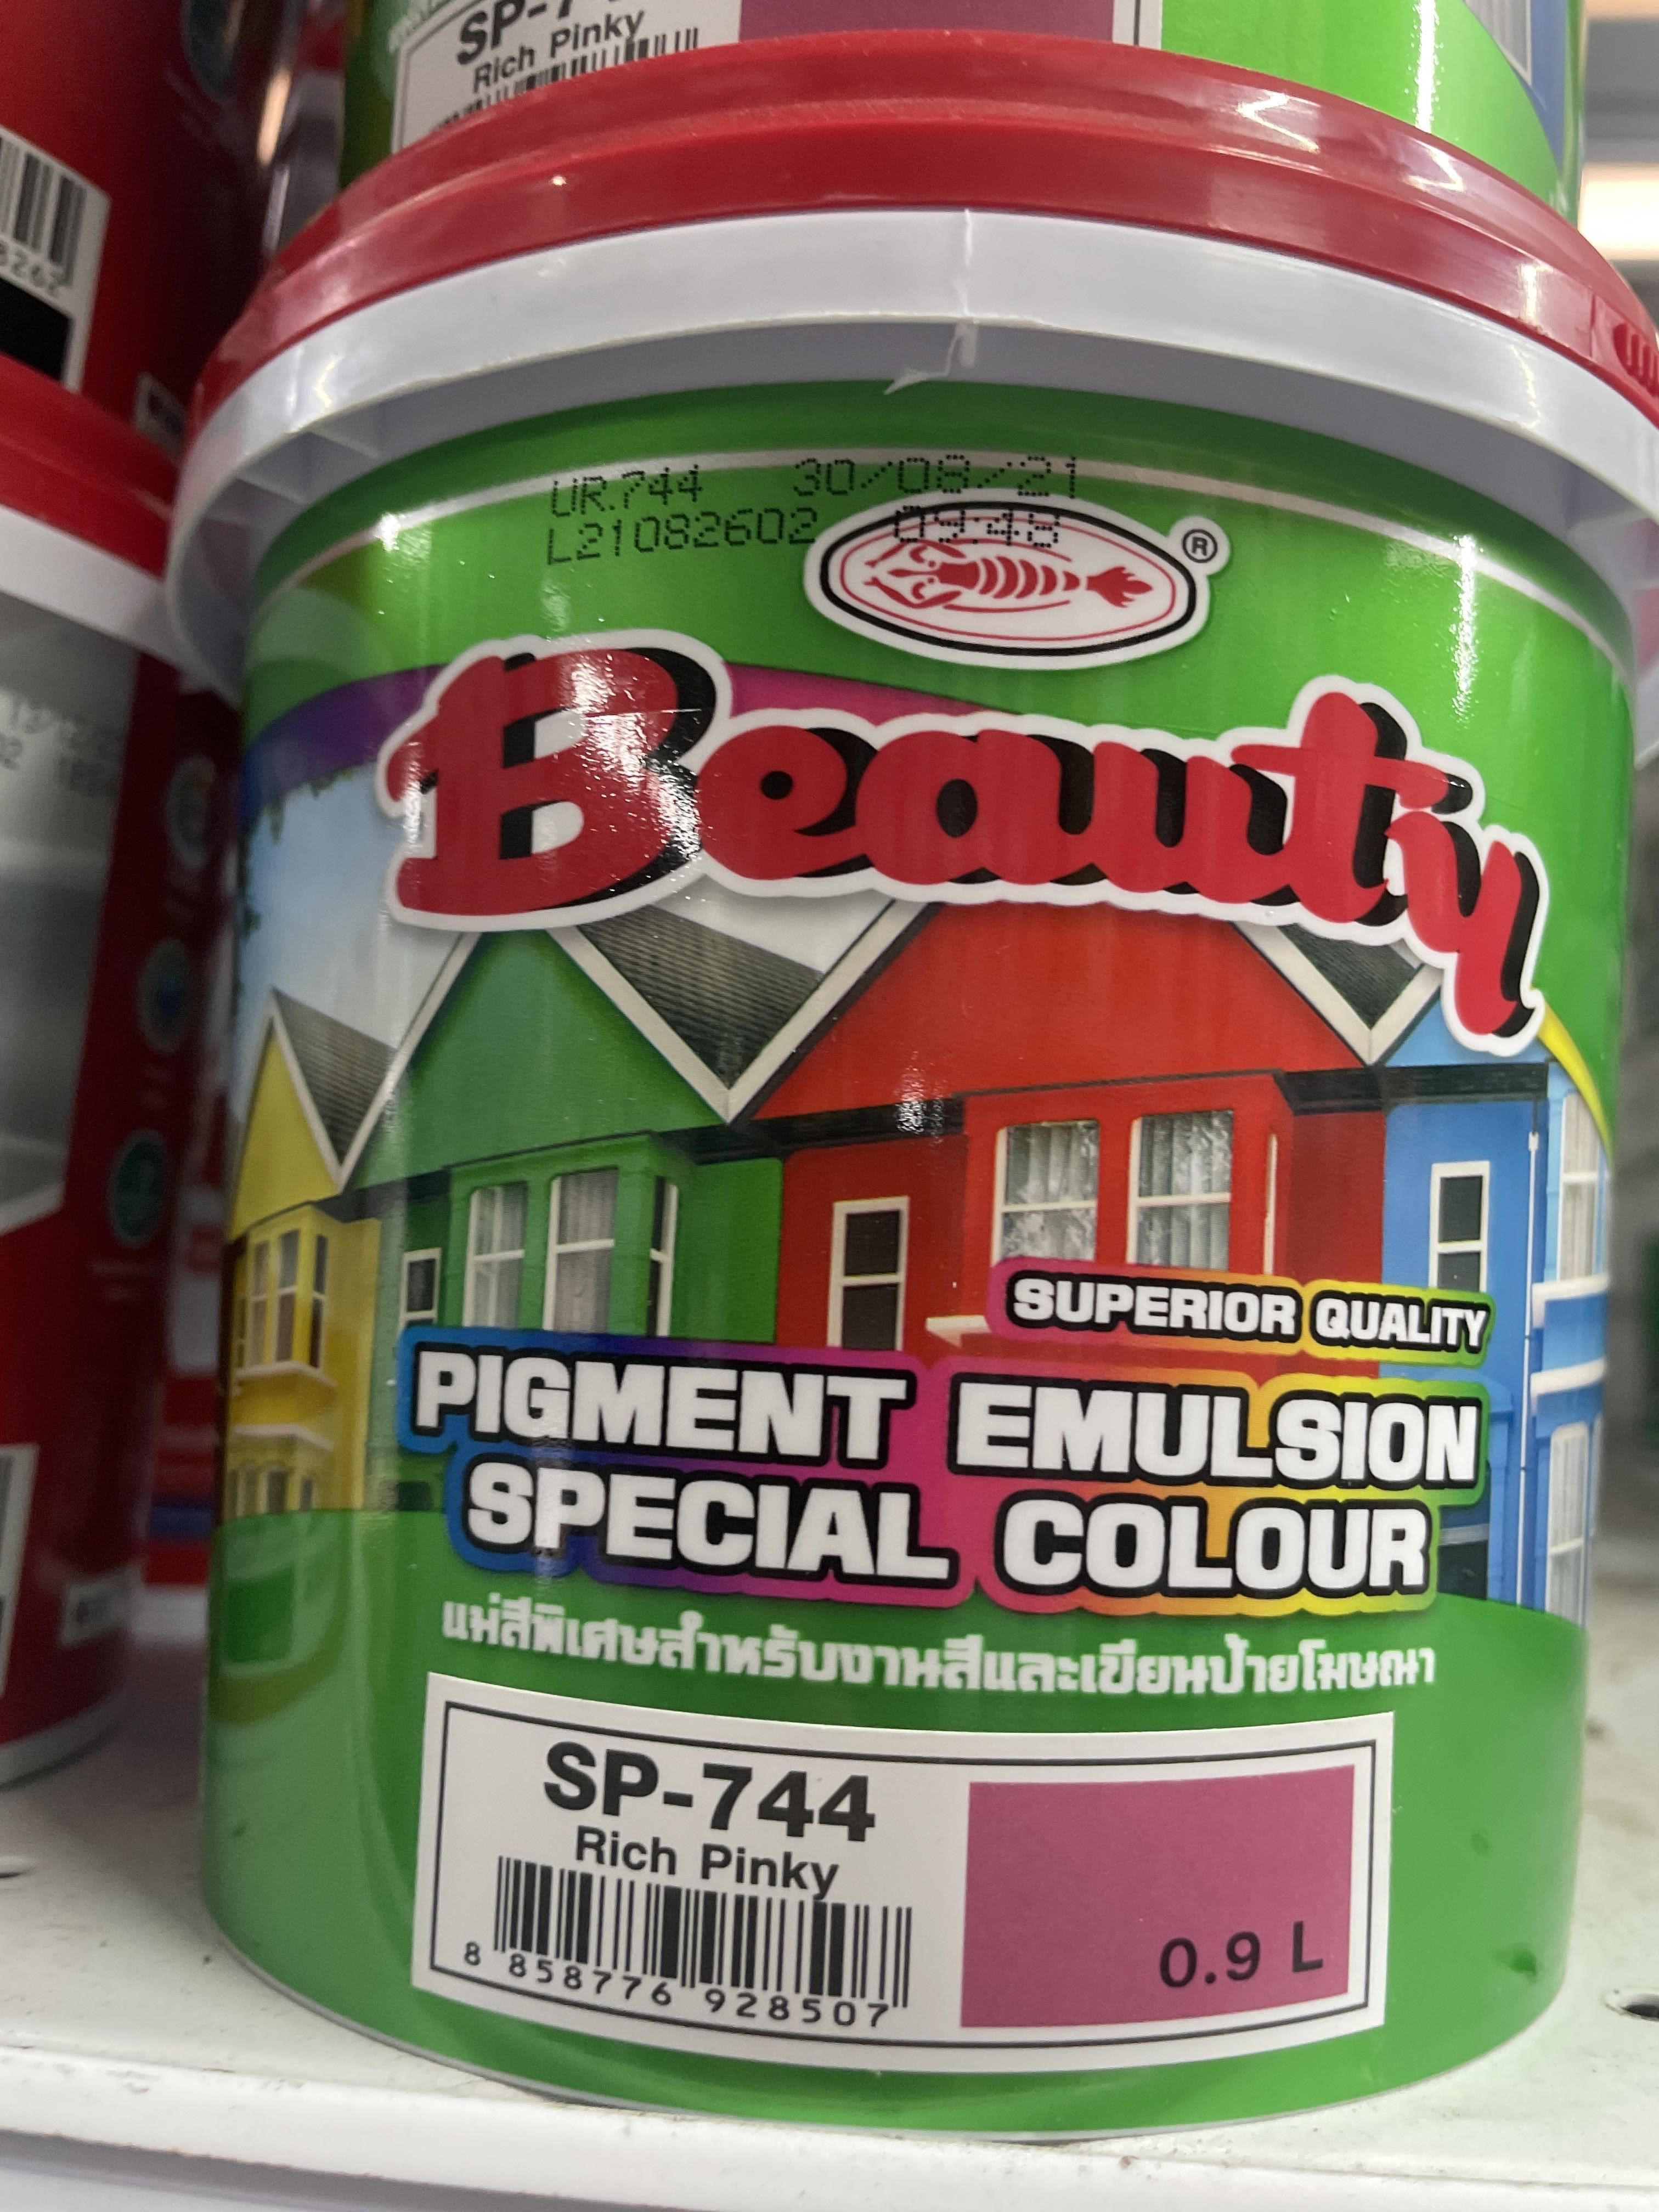 SP-7
Rich Pinky
8262
UR.744 30/08/21
L21082602 09:48
®
Beauty
SUPERIOR QUALITY
PIGMENT EMULSION
SPECIAL COLOUR
แม่สีพิเศษสำหรับงานสีและเขียนป้ายโฆษณา
SP-744
Rich Pinky
0.9 L
8 858776 928507